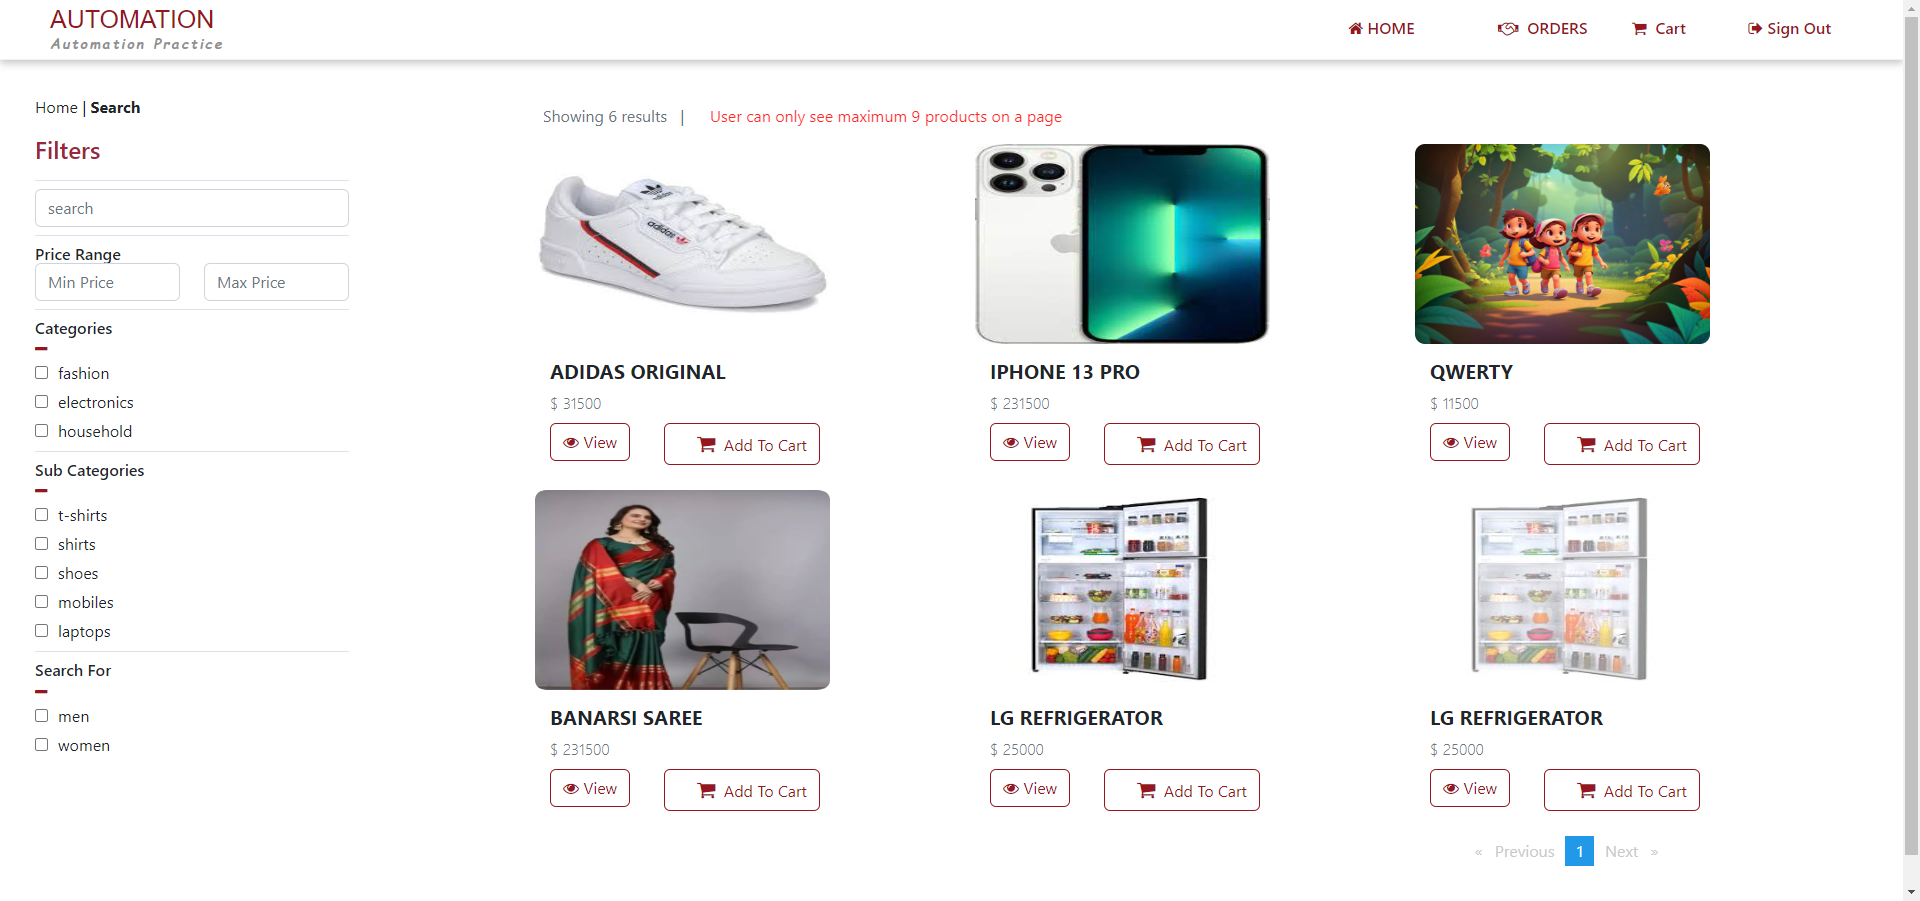 AUTOMATION
Automation Practice
HOME
ORDERS
Cart
Sign Out
Home | Search
Showing 6 results |
User can only see maximum 9 products on a page
Filters
search
Price Range
Min Price
Max Price
Categories
fashion
electronics
household
Sub Categories
t-shirts
shirts
shoes
mobiles
laptops
Search For
men
women
adidas
adidas
ADIDAS ORIGINAL
$ 31500
View
Add To Cart
IPHONE 13 PRO
$ 231500
View
Add To Cart
QWERTY
$ 11500
View
Add To Cart
BANARSI SAREE
$ 231500
View
Add To Cart
LG REFRIGERATOR
$ 25000
View
Add To Cart
LG REFRIGERATOR
$ 25000
View
Add To Cart
« Previous 1 Next »